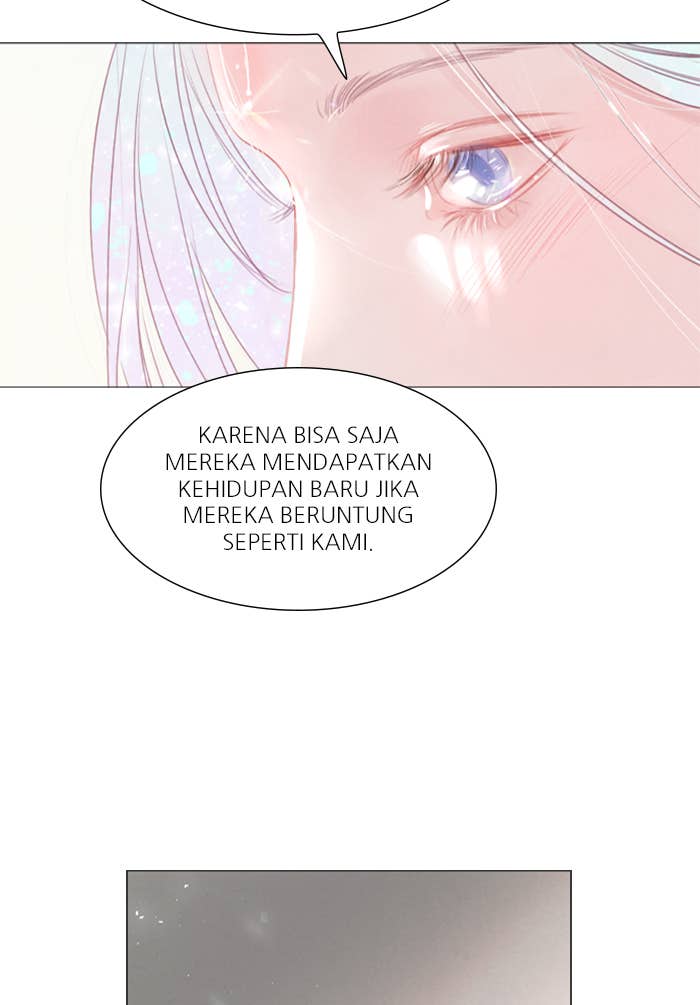 KARENA BISA SAJA
MEREKA MENDAPATKAN
KEHIDUPAN BARU JIKA
MEREKA BERUNTUNG
SEPERTI KAMI.